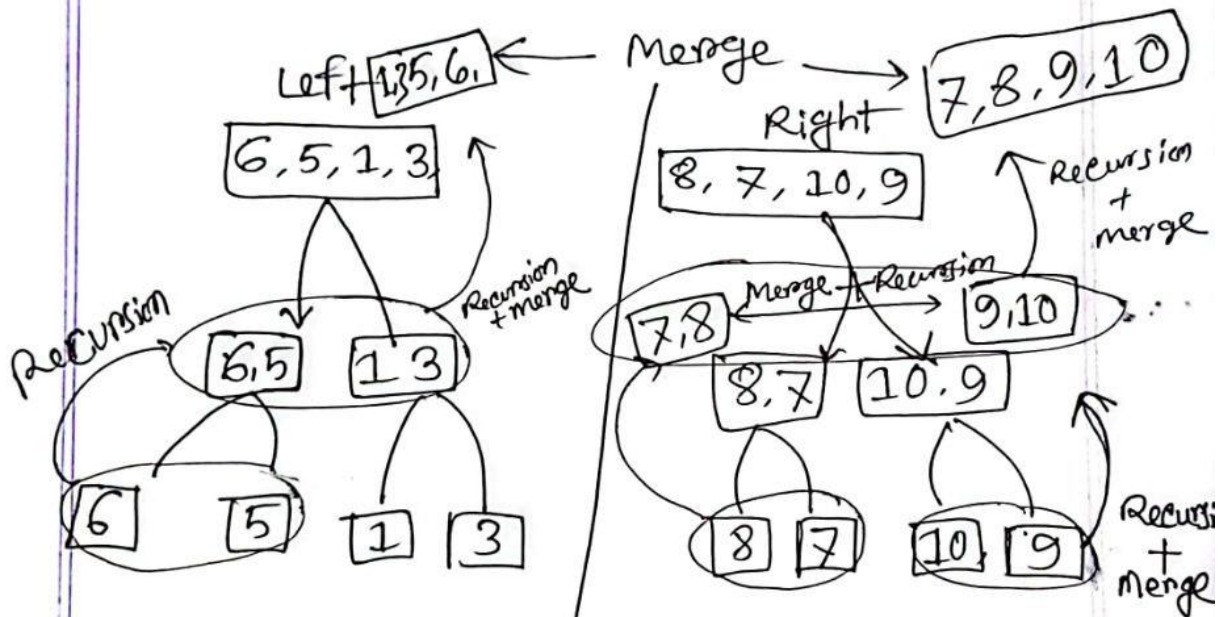 Left 1,3,5,6, ← Merge → 7,8,9,10
Right
6,5,1,3,
8, 7, 10, 9
Recursion
+
merge
Recursion
+ merge
Merge + Recursion
Recursion
7,8
9,10
6,5
1 3
8,7
10.9
6
5
1
3
8
7
10
9
+
Merge